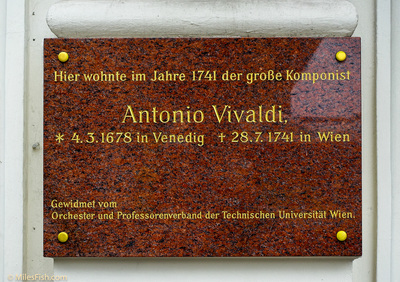 Hier wohnte im Jahre 1741 der große Komponist
Antonio Vivaldi,
* 4.3.1678 in Venedig † 28.7.1741 in Wien
Gewidmet vom
Orchester und Professorenverband der Technischen Universität Wien.
© MilesFish.com